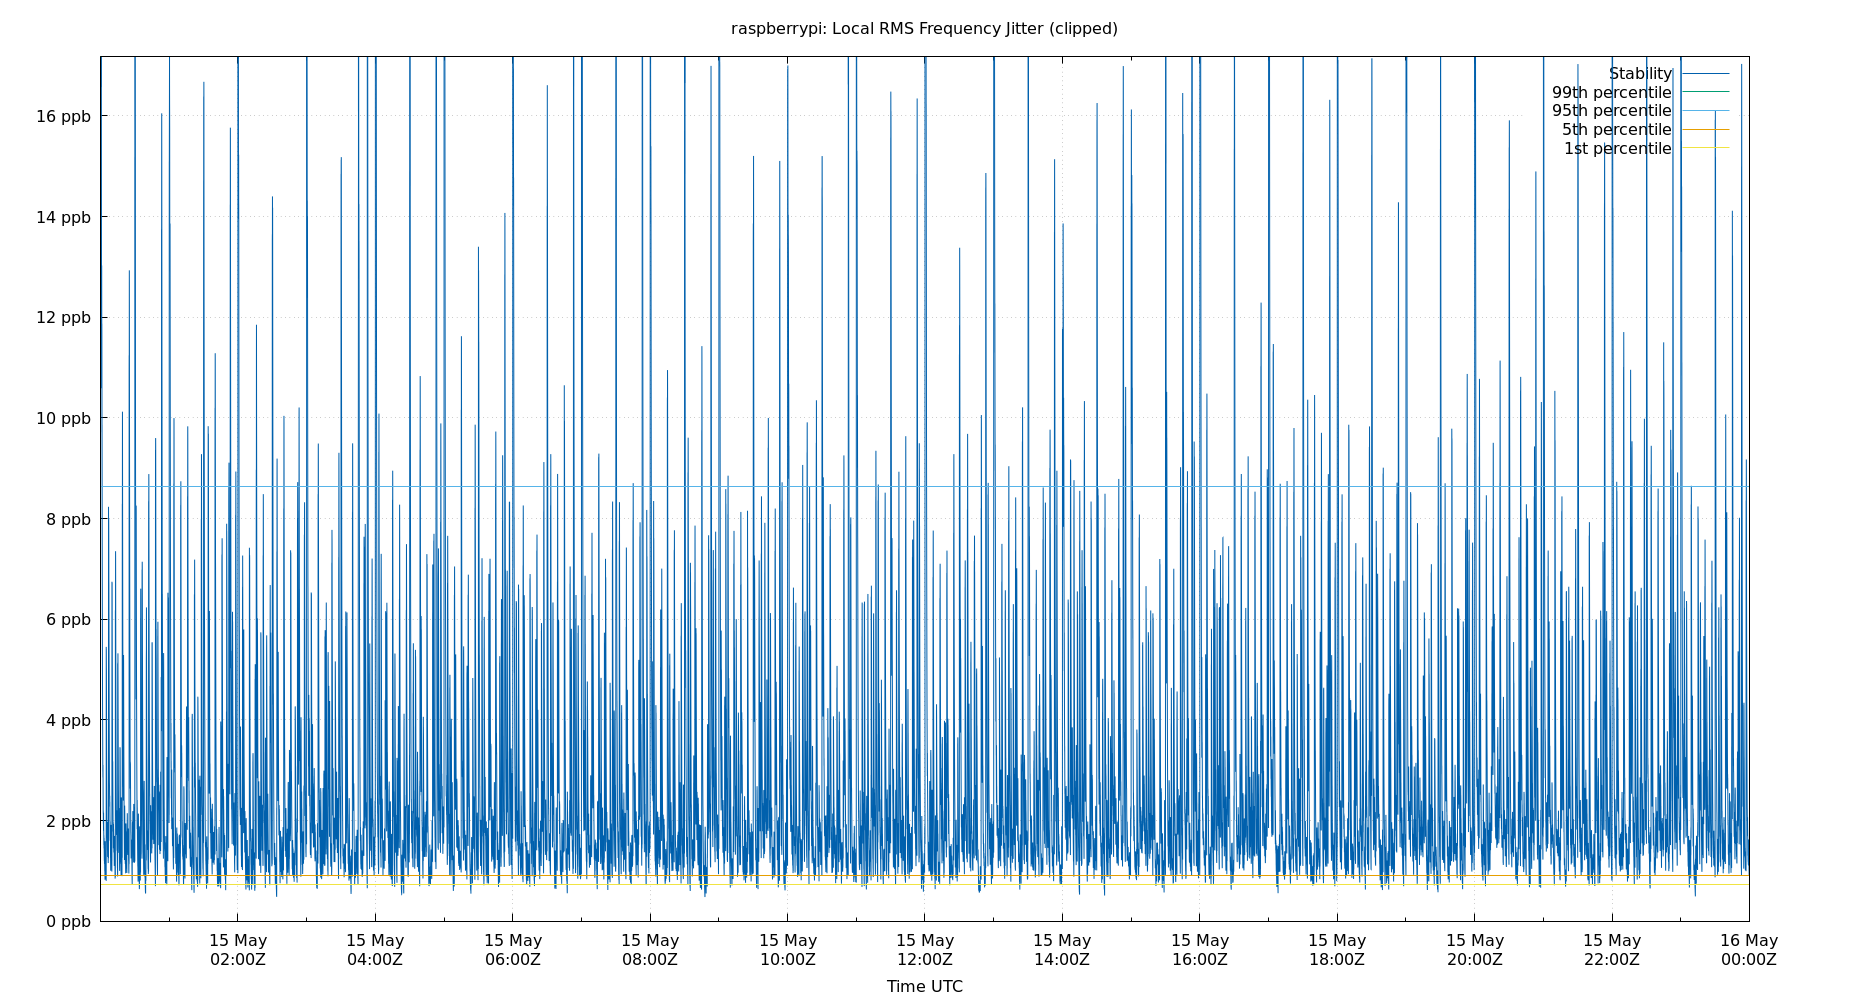 raspberrypi: Local RMS Frequency Jitter (clipped)
Stability
99th percentile
95th percentile
5th percentile
1st percentile
16 ppb
14 ppb
12 ppb
10 ppb
8 ppb
6 ppb
4 ppb
2 ppb
0 ppb
15 May 15 May 15 May 15 May 15 May 15 May 15 May 15 May 15 May 15 May 15 May 16 May
02:00Z 04:00Z 06:00Z 08:00Z 10:00Z 12:00Z 14:00Z 16:00Z 18:00Z 20:00Z 22:00Z 00:00Z
Time UTC